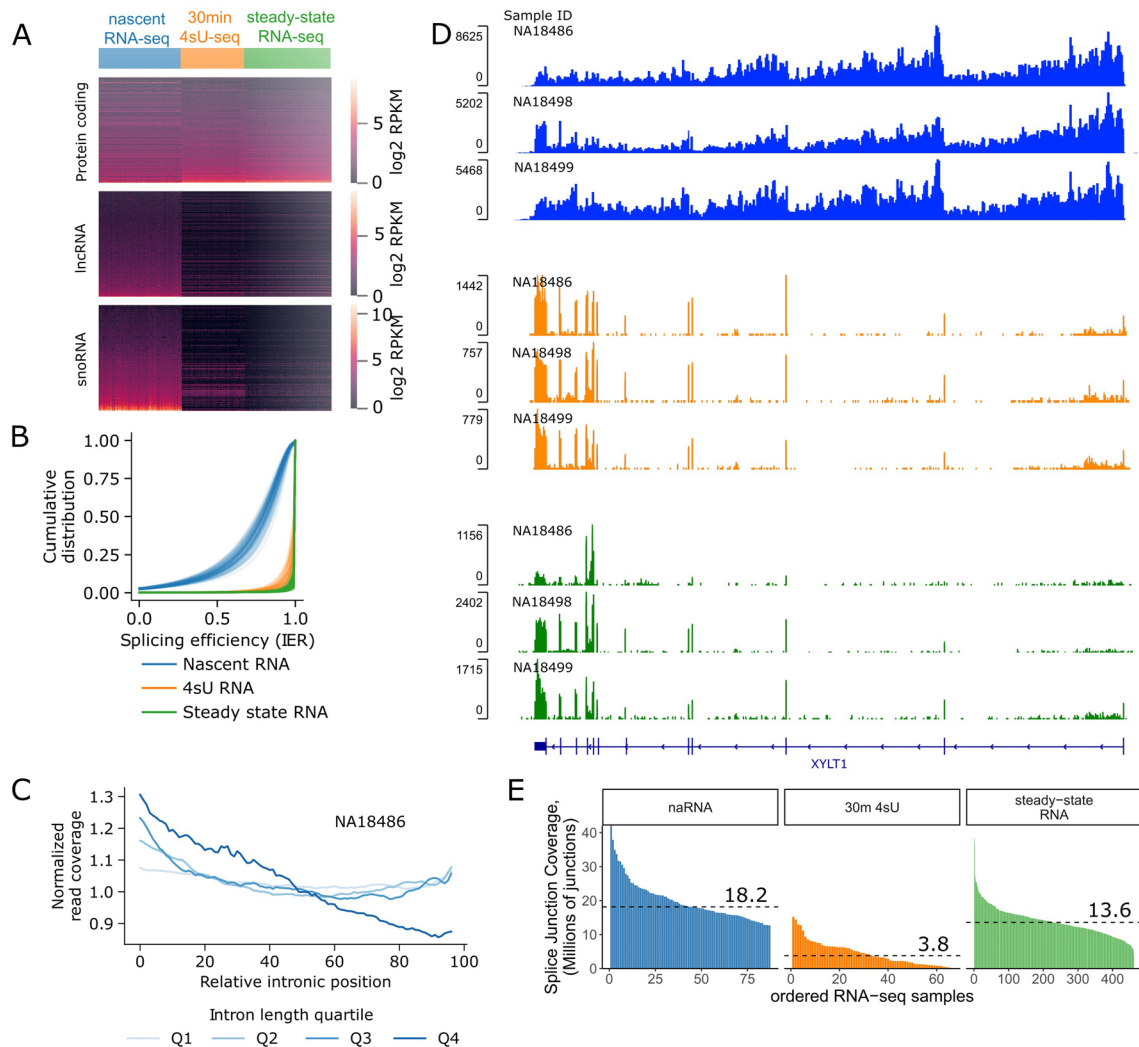 A
nascent
RNA-seq
30min
4sU-seq
steady-state
RNA-seq
Protein coding
5
0
log2 RPKM
lncRNA
5
0
log2 RPKM
snoRNA
10
5
0
log2 RPKM
B
Cumulative
distribution
1.00
0.75
0.50
0.25
0.00
0.0
0.5
1.0
Splicing efficiency (IER)
Nascent RNA
4sU RNA
Steady state RNA
C
Normalized
read coverage
1.3
1.2
1.1
1.0
0.9
NA18486
0
20
40
60
80
100
Relative intronic position
Intron length quartile
Q1
Q2
Q3
Q4
D
Sample ID
NA18486
8625
0
NA18498
5202
0
NA18499
5468
0
NA18486
1442
0
NA18498
757
0
NA18499
779
0
NA18486
1156
0
NA18498
2402
0
NA18499
1715
0
XYLT1
E
Splice Junction Coverage,
(Millions of junctions)
naRNA
30m 4sU
steady−state
RNA
40
30
20
10
0
18.2
3.8
13.6
0
25
50
75
0
20
40
60
0
100
200
300
400
ordered RNA−seq samples